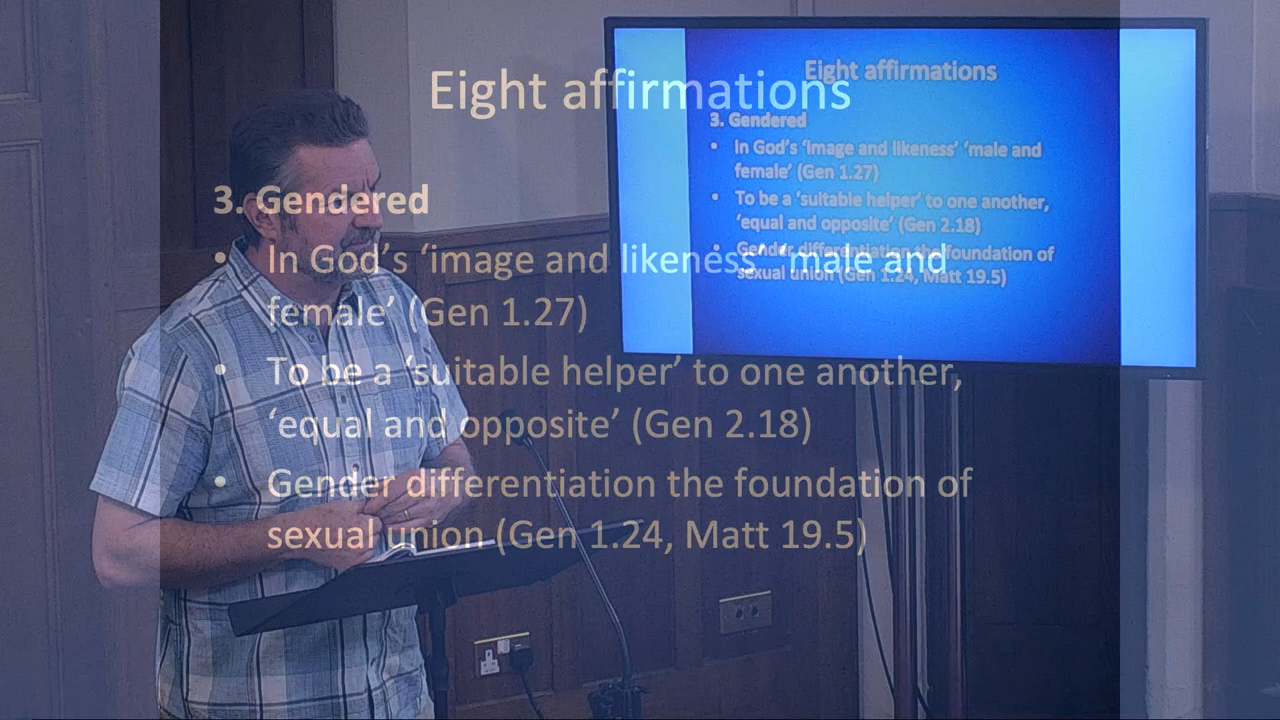 Eight affirmations
3. Gendered
• In God's 'image and likeness' 'male and
female' (Gen 1.27)
• To be a 'suitable helper' to one another,
'equal and opposite' (Gen 2.18)
• Gender differentiation the foundation of
sexual union (Gen 1.24, Matt 19.5)
Eight affirmations
3. Gendered
• In God's 'image and likeness' 'male and
female' (Gen 1.27)
• To be a 'suitable helper' to one another,
'equal and opposite' (Gen 2.18)
• Gender differentiation the foundation of
sexual union (Gen 1.24, Matt 19.5)